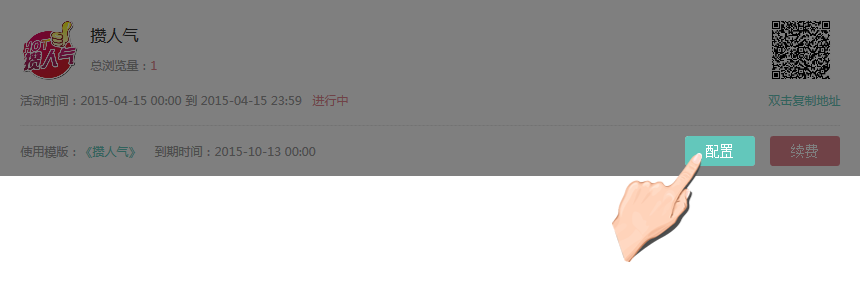 HOT
攒人气
攒人气
总浏览量：1
活动时间：2015-04-15 00:00 到 2015-04-15 23:59 进行中
双击复制地址
使用模版：《攒人气》 到期时间：2015-10-13 00:00
配置
续费